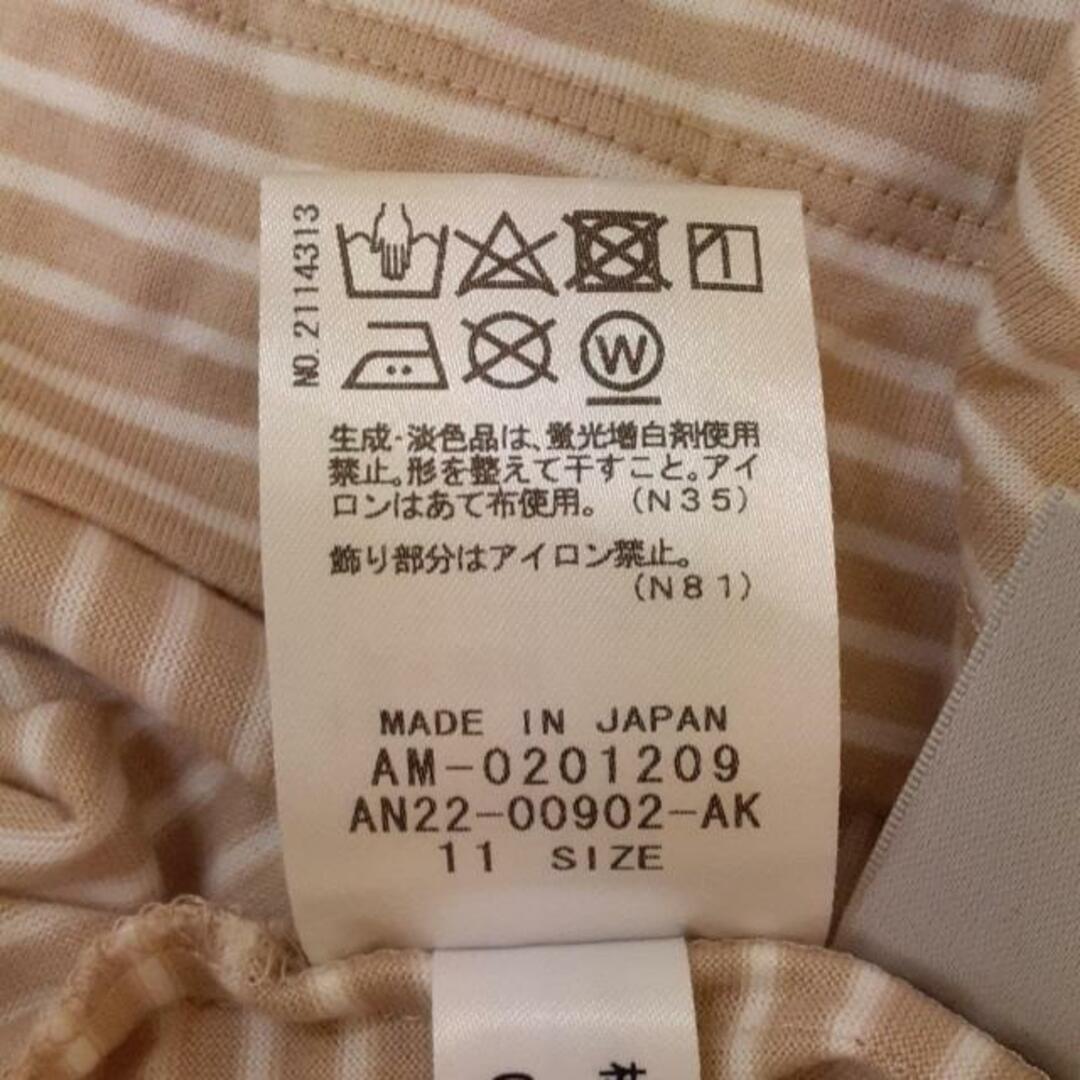 NO.2114313
W
生成・淡色品は、蛍光増白剤使用
禁止。形を整えて干すこと。アイ
ロンはあて布使用。(N35)
飾り部分はアイロン禁止。
(N81)
MADE IN JAPAN
AM-0201209
AN22-00902-AK
11 SIZE